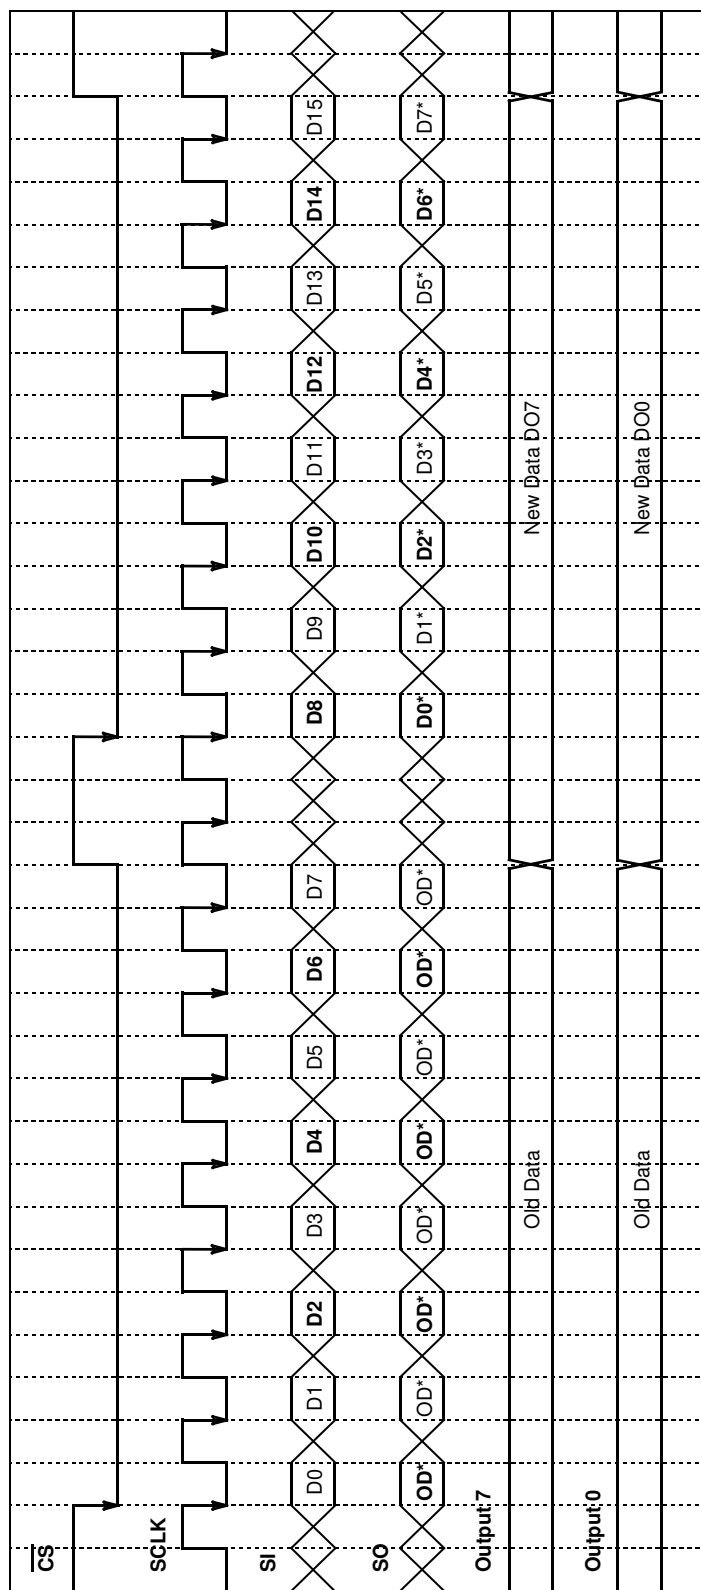 CS
SCLK
SI
D0 D1 D2 D3 D4 D5 D6 D7 D8 D9 D10 D11 D12 D13 D14 D15
SO
OD* OD* OD* OD* OD* OD* OD* OD* D0* D1* D2* D3* D4* D5* D6* D7*
Output 7
Old Data New Data DO7
Output 0
Old Data New Data DO0